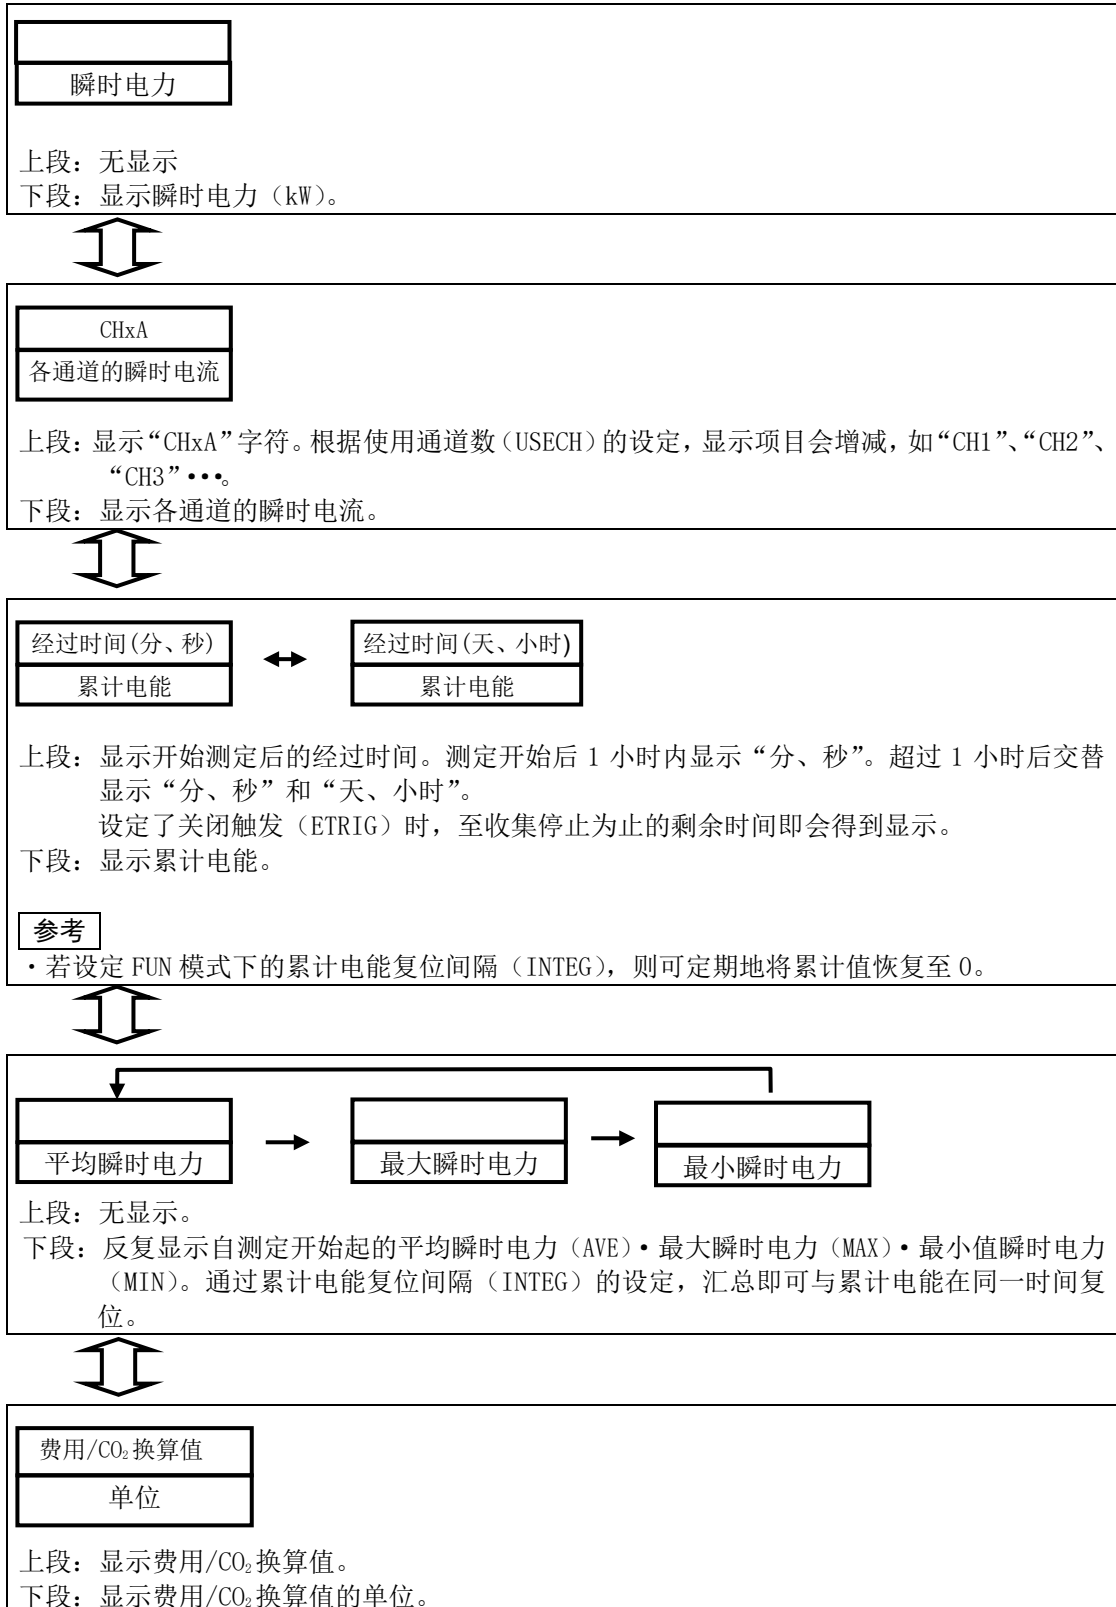 瞬时电力
上段：无显示
下段：显示瞬时电力（kW）。
CHxA
各通道的瞬时电流
上段：显示“CHxA”字符。根据使用通道数（USECH）的设定，显示项目会增减，如“CH1”、“CH2”、
“CH3”•••。
下段：显示各通道的瞬时电流。
经过时间(分、秒) 经过时间(天、小时)
累计电能 累计电能
上段：显示开始测定后的经过时间。测定开始后 1 小时内显示“分、秒”。超过 1 小时后交替
显示“分、秒”和“天、小时”。
设定了关闭触发（ETRIG）时，至收集停止为止的剩余时间即会得到显示。
下段：显示累计电能。
参考
・若设定 FUN 模式下的累计电能复位间隔（INTEG），则可定期地将累计值恢复至 0。
平均瞬时电力 最大瞬时电力 最小瞬时电力
上段：无显示。
下段：反复显示自测定开始起的平均瞬时电力（AVE）•最大瞬时电力（MAX）•最小值瞬时电力
（MIN）。通过累计电能复位间隔（INTEG）的设定，汇总即可与累计电能在同一时间复
位。
费用/CO₂换算值
单位
上段：显示费用/CO₂换算值。
下段：显示费用/CO₂换算值的单位。